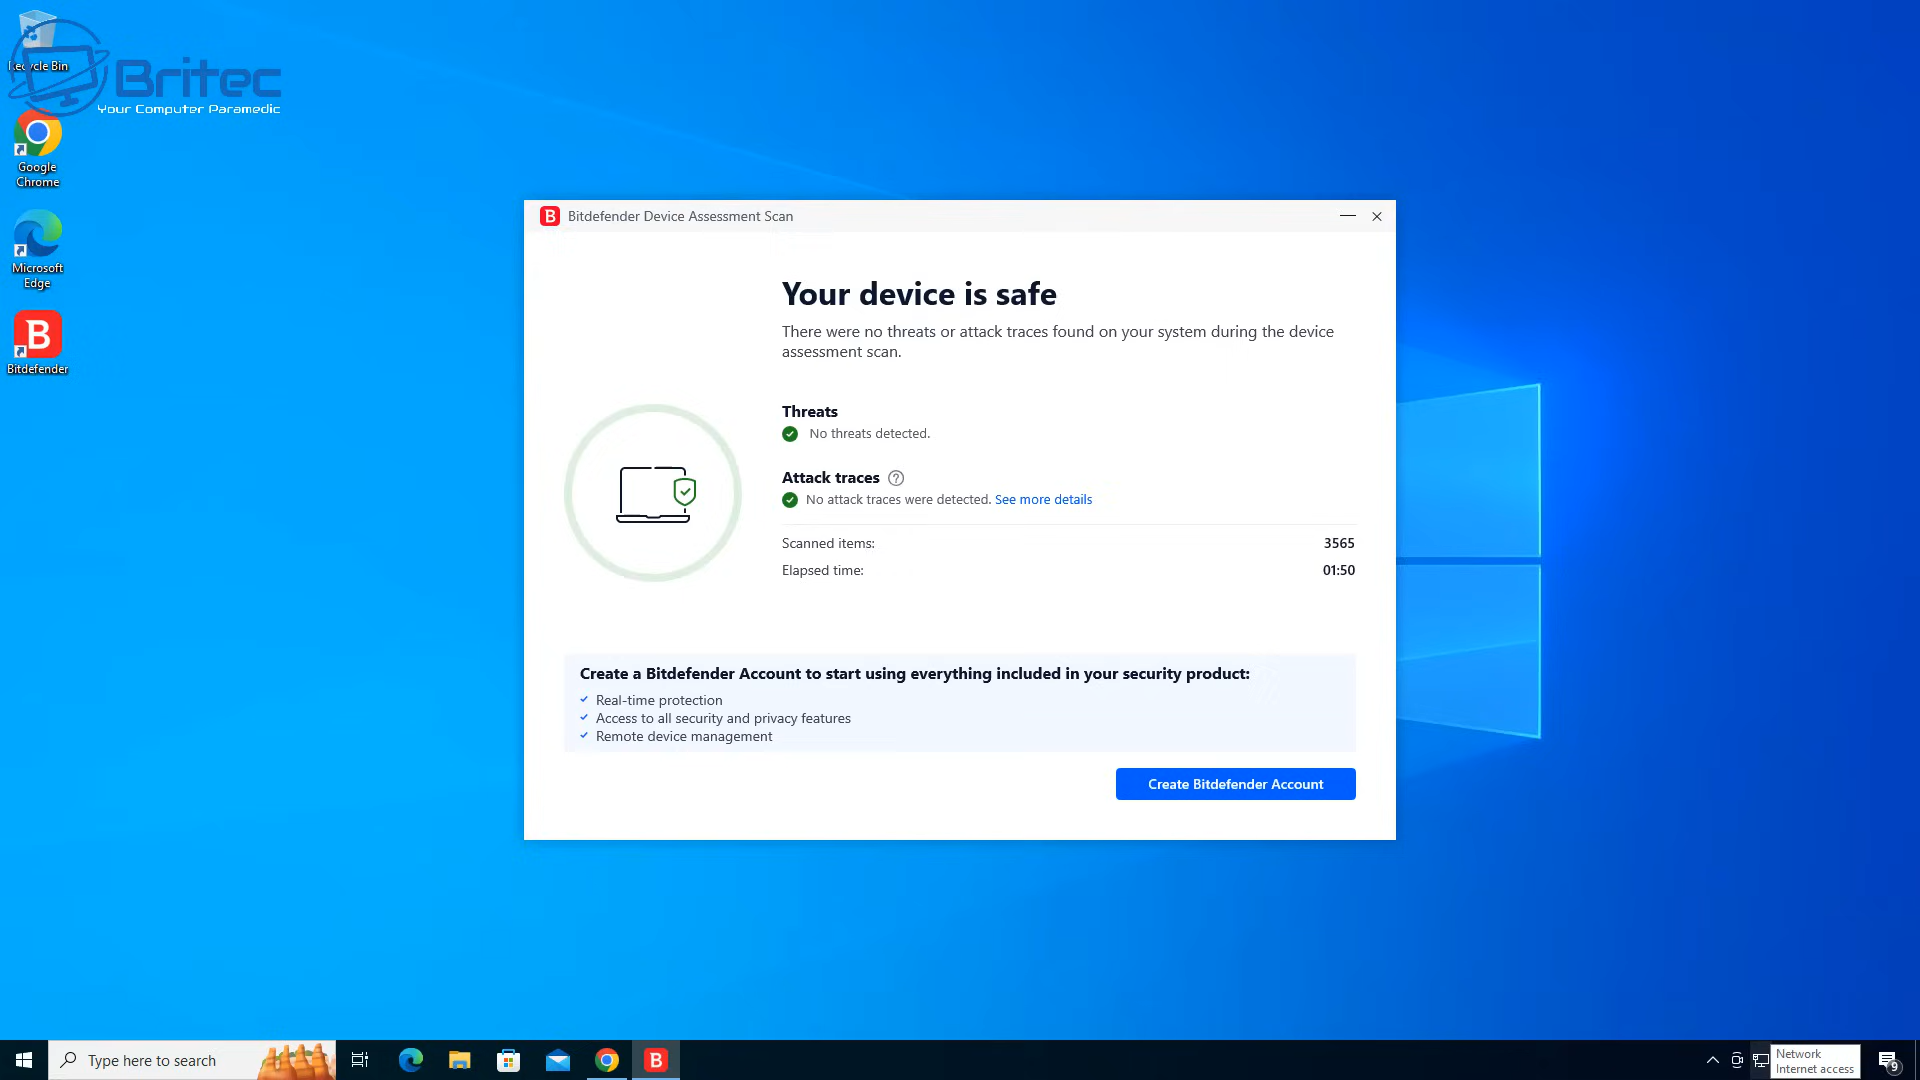 Recycle Bin
Britec
Your Computer Paramedic
Google
Chrome
Microsoft
Edge
B
Bitdefender
B Bitdefender Device Assessment Scan
Your device is safe
There were no threats or attack traces found on your system during the device
assessment scan.
Threats
No threats detected.
Attack traces ?
No attack traces were detected. See more details
Scanned items: 3565
Elapsed time: 01:50
Create a Bitdefender Account to start using everything included in your security product:
Real-time protection
Access to all security and privacy features
Remote device management
Create Bitdefender Account
Type here to search
B
Network
Internet access
9